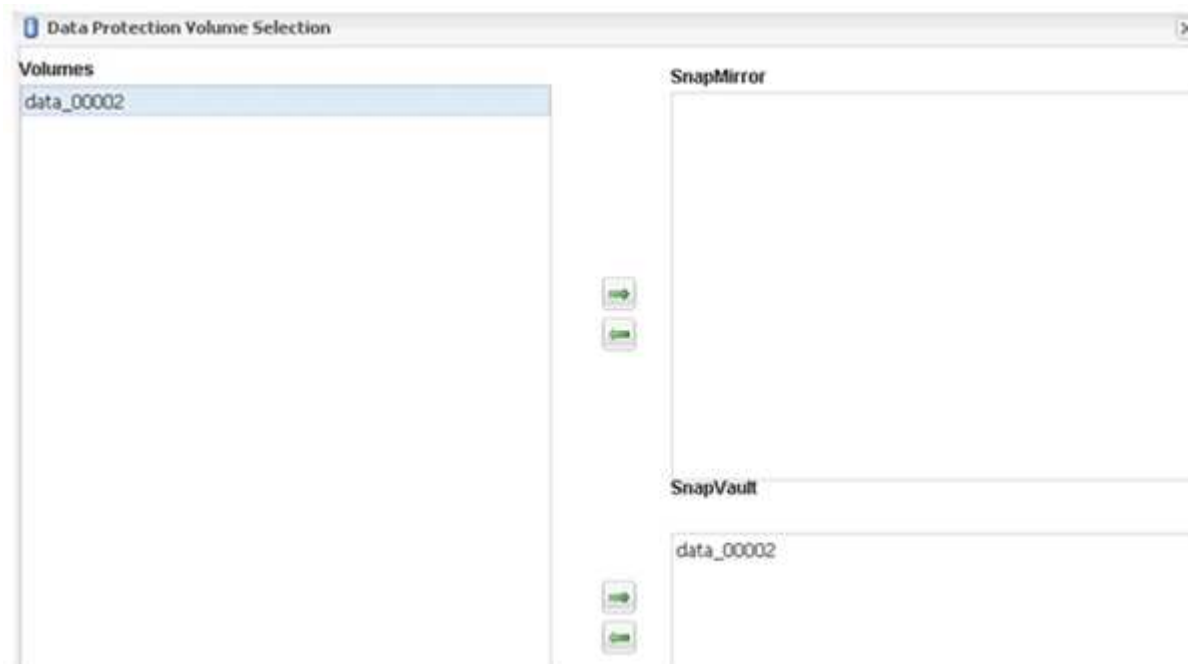 Data Protection Volume Selection
Volumes
data_00002
SnapMirror
SnapVault
data_00002